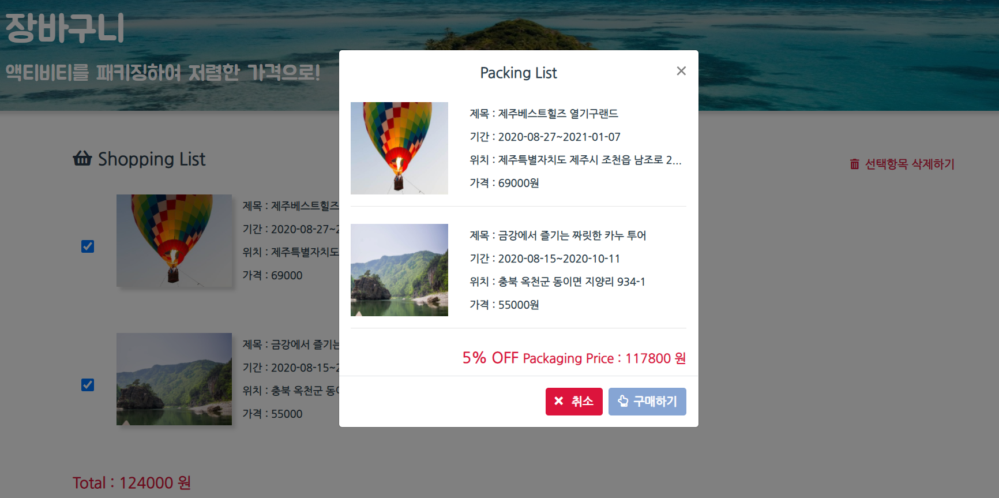 장바구니
액티비티를 패키징하여 저렴한 가격으로!
Shopping List
선택항목 삭제하기
제목 : 제주베스트힐즈
기간 : 2020-08-27~2
위치 : 제주특별자치도
가격 : 69000
제목 : 금강에서 즐기는
기간 : 2020-08-15~2
위치 : 충북 옥천군 동이
가격 : 55000
Total : 124000 원
Packing List
×
제목 : 제주베스트힐즈 열기구랜드
기간 : 2020-08-27~2021-01-07
위치 : 제주특별자치도 제주시 조천읍 남조로 2...
가격 : 69000원
제목 : 금강에서 즐기는 짜릿한 카누 투어
기간 : 2020-08-15~2020-10-11
위치 : 충북 옥천군 동이면 지양리 934-1
가격 : 55000원
5% OFF Packaging Price : 117800 원
취소
구매하기